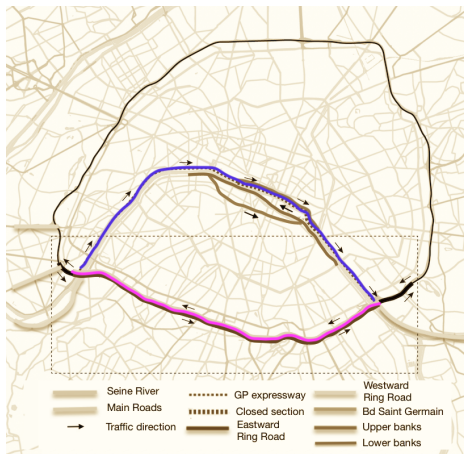 Seine River
Main Roads
Traffic direction
GP expressway
Closed section
Eastward
Ring Road
Westward
Ring Road
Bd Saint Germain
Upper banks
Lower banks